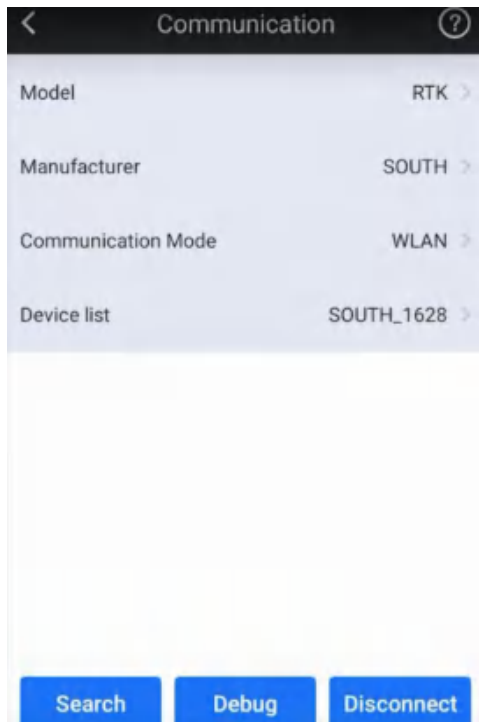 Communication
Model RTK
Manufacturer SOUTH
Communication Mode WLAN
Device list SOUTH_1628
Search Debug Disconnect